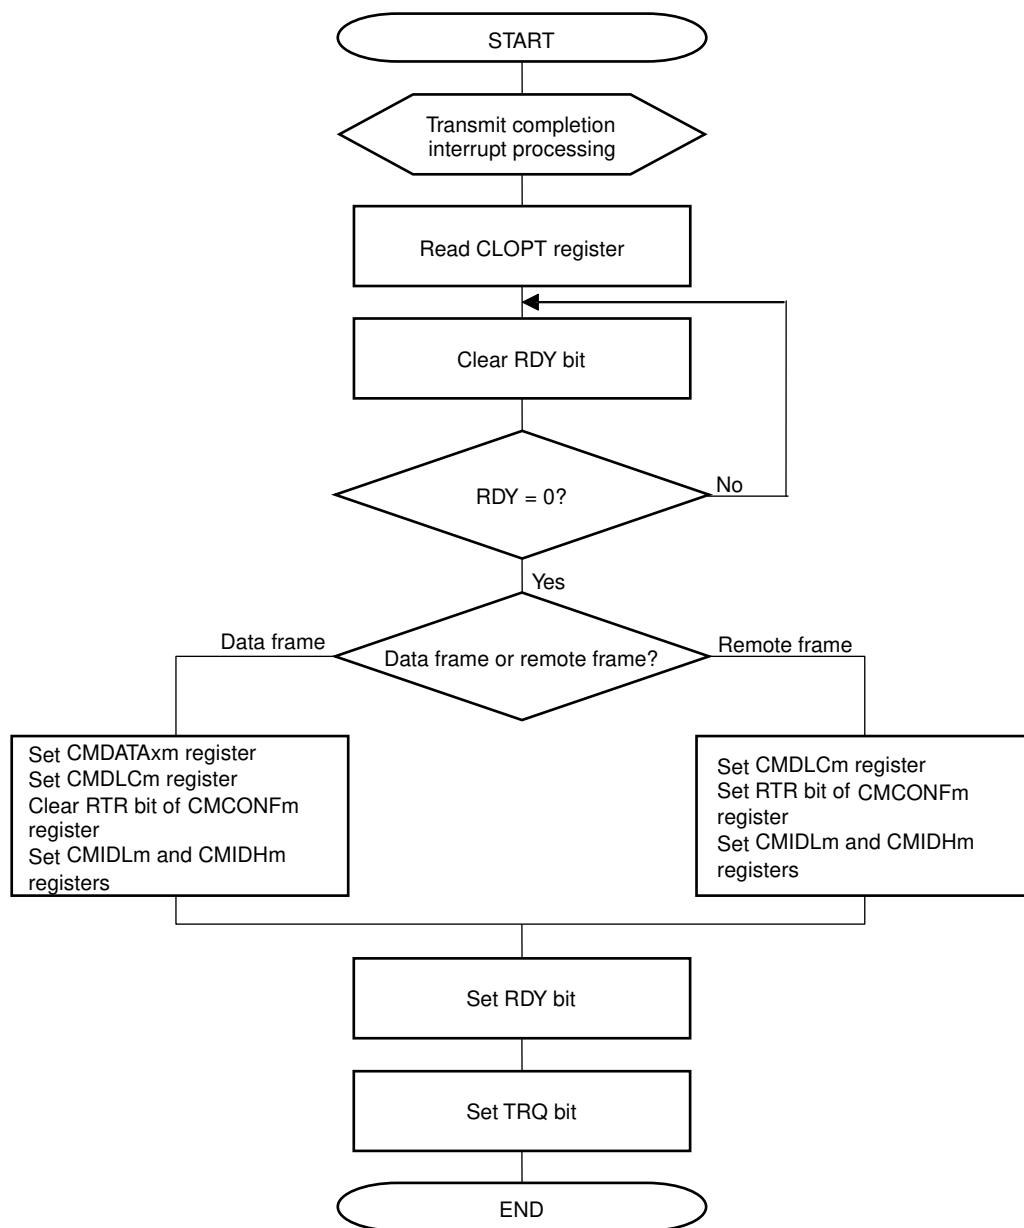 START
Transmit completion
interrupt processing
Read CLOPT register
Clear RDY bit
RDY = 0?
No
Yes
Data frame
Data frame or remote frame?
Remote frame
Set CMDATAxm register
Set CMDLCm register
Clear RTR bit of CMCONFm
register
Set CMIDLm and CMIDHm
registers
Set CMDLCm register
Set RTR bit of CMCONFm
register
Set CMIDLm and CMIDHm
registers
Set RDY bit
Set TRQ bit
END